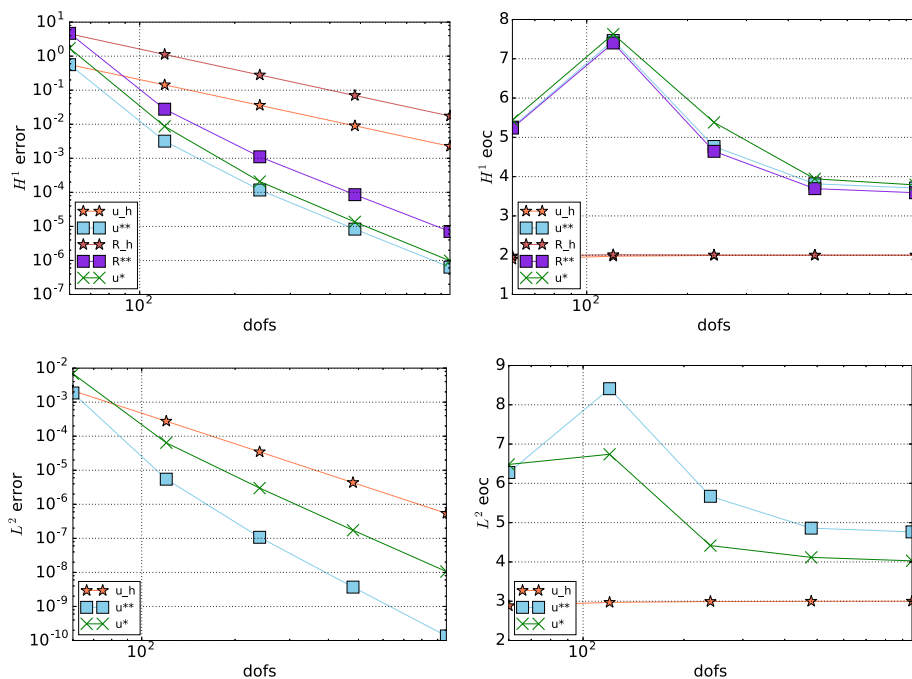 10^1
10^0
10^-1
10^-2
10^-3
10^-4
10^-5
10^-6
10^-7
H^1 error
u_h
u**
R_h
R**
u*
10^2
dofs
8
7
6
5
4
3
2
1
H^1 eoc
u_h
u**
R_h
R**
u*
10^2
dofs
10^-2
10^-3
10^-4
10^-5
10^-6
10^-7
10^-8
10^-9
10^-10
L^2 error
u_h
u**
u*
10^2
dofs
9
8
7
6
5
4
3
2
L^2 eoc
u_h
u**
u*
10^2
dofs